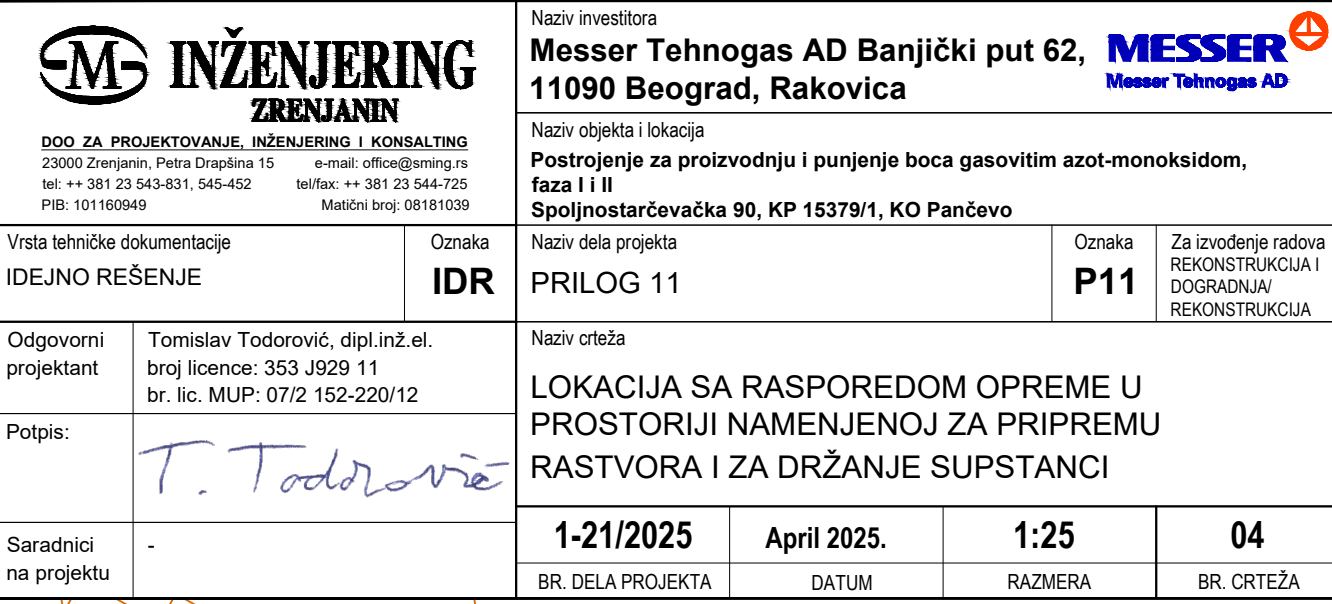 SM INŽENJERING
ZRENJANIN
DOO ZA PROJEKTOVANJE, INŽENJERING I KONSALTING
23000 Zrenjanin, Petra Drapšina 15 e-mail: office@sming.rs
tel: ++ 381 23 543-831, 545-452 tel/fax: ++ 381 23 544-725
PIB: 101160949 Matični broj: 08181039
Naziv investitora
Messer Tehnogas AD Banjički put 62,
11090 Beograd, Rakovica
MESSER
Messer Tehnogas AD
Naziv objekta i lokacija
Postrojenje za proizvodnju i punjenje boca gasovitim azot-monoksidom,
faza I i II
Spoljnostarčevačka 90, KP 15379/1, KO Pančevo
Vrsta tehničke dokumentacije
IDEJNO REŠENJE
Oznaka
IDR
Naziv dela projekta
PRILOG 11
Oznaka
P11
Za izvođenje radova
REKONSTRUKCIJA I
DOGRADNJA/
REKONSTRUKCIJA
Odgovorni
projektant
Tomislav Todorović, dipl.inž.el.
broj licence: 353 J929 11
br. lic. MUP: 07/2 152-220/12
Potpis:
T. Todorović
Saradnici
na projektu
-
Naziv crteža
LOKACIJA SA RASPOREDOM OPREME U
PROSTORIJI NAMENJENOJ ZA PRIPREMU
RASTVORA I ZA DRŽANJE SUPSTANCI
1-21/2025
BR. DELA PROJEKTA
April 2025.
DATUM
1:25
RAZMERA
04
BR. CRTEŽA